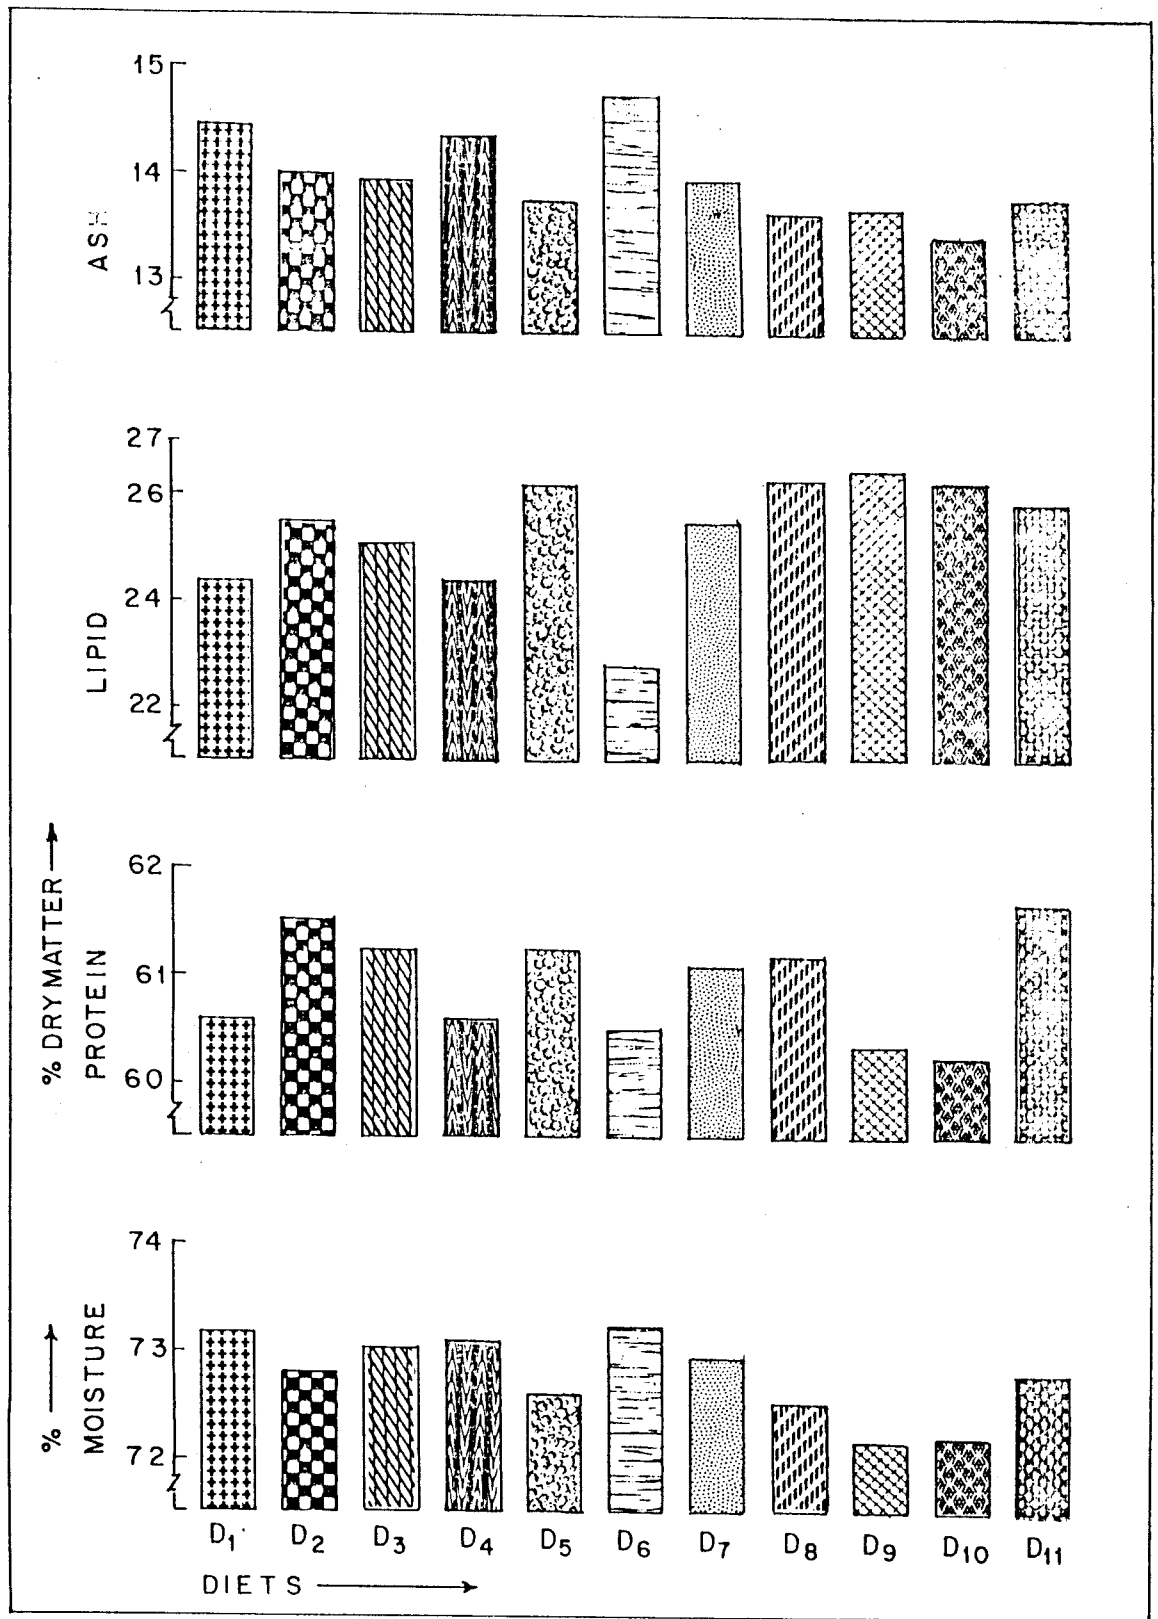 15
14
13
ASH
27
26
24
22
LIPID
62
61
60
% DRYMATTER
PROTEIN
74
73
72
%
MOISTURE
D1 D2 D3 D4 D5 D6 D7 D8 D9 D10 D11
DIETS